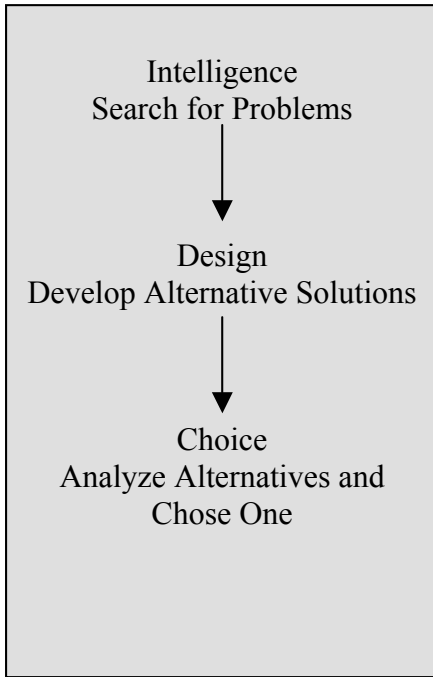 Intelligence
Search for Problems
Design
Develop Alternative Solutions
Choice
Analyze Alternatives and
Chose One